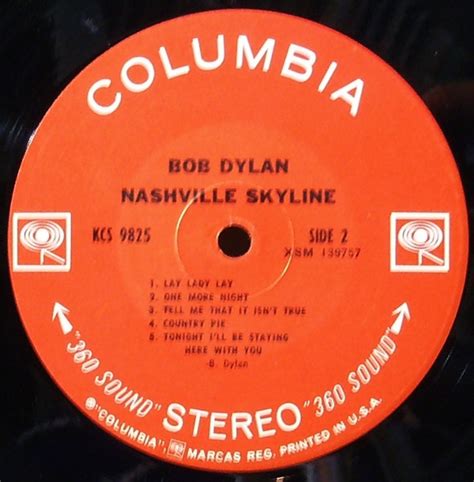 COLUMBIA
BOB DYLAN
NASHVILLE SKYLINE
KCS 9825
SIDE 2
XSM 139757
1. LAY LADY LAY
2. ONE MORE NIGHT
3. TELL ME THAT IT ISN'T TRUE
4. COUNTRY PIE
5. TONIGHT I'LL BE STAYING
HERE WITH YOU
-B. Dylan
"360 SOUND" STEREO "360 SOUND"
®"COLUMBIA", MARCAS REG. PRINTED IN U.S.A.